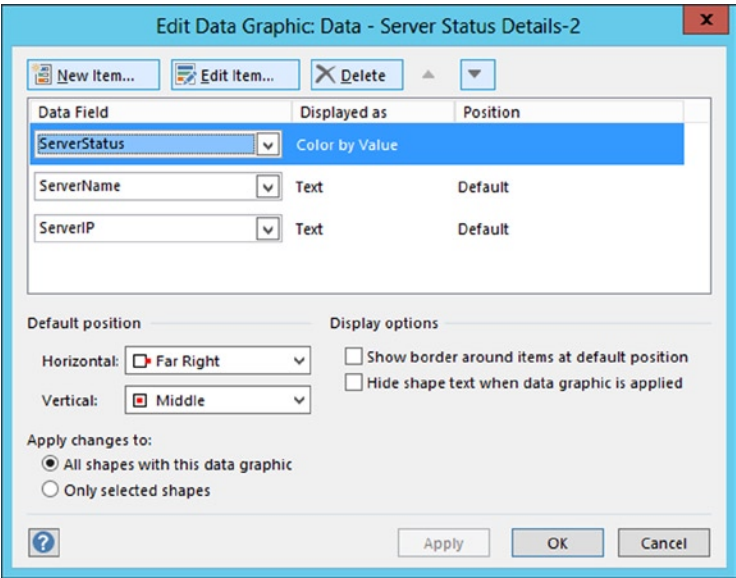 Edit Data Graphic: Data - Server Status Details-2
x
New Item... Edit Item... Delete
Data Field Displayed as Position
ServerStatus Color by Value
ServerName Text Default
ServerIP Text Default
Default position Display options
Horizontal: Far Right Show border around items at default position
Hide shape text when data graphic is applied
Vertical: Middle
Apply changes to:
All shapes with this data graphic
Only selected shapes
? Apply OK Cancel